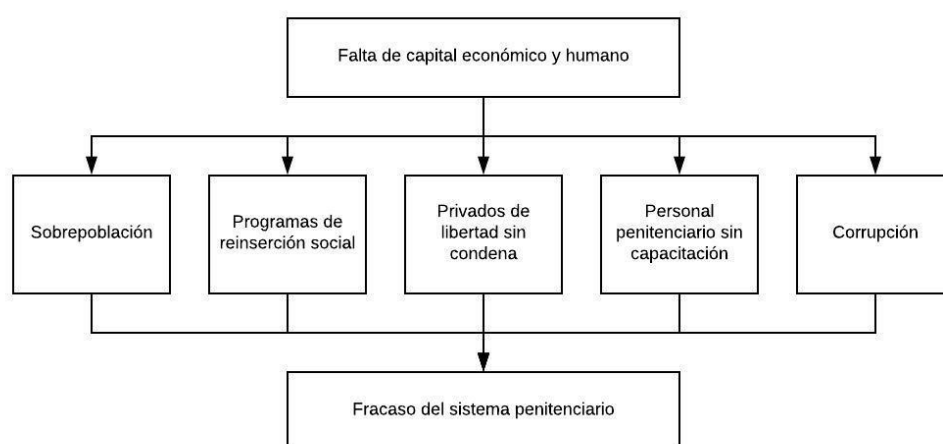 Falta de capital económico y humano
Sobrepoblación
Programas de
reinserción social
Privados de
libertad sin
condena
Personal
penitenciario sin
capacitación
Corrupción
Fracaso del sistema penitenciario